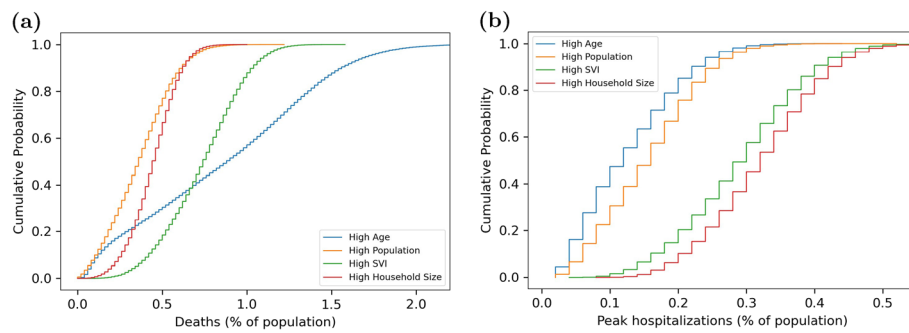 (a)
1.0
0.8
0.6
0.4
0.2
0.0
Cumulative Probability
High Age
High Population
High SVI
High Household Size
0.0 0.5 1.0 1.5 2.0
Deaths (% of population)
(b)
1.0
0.8
0.6
0.4
0.2
0.0
Cumulative Probability
High Age
High Population
High SVI
High Household Size
0.0 0.1 0.2 0.3 0.4 0.5
Peak hospitalizations (% of population)